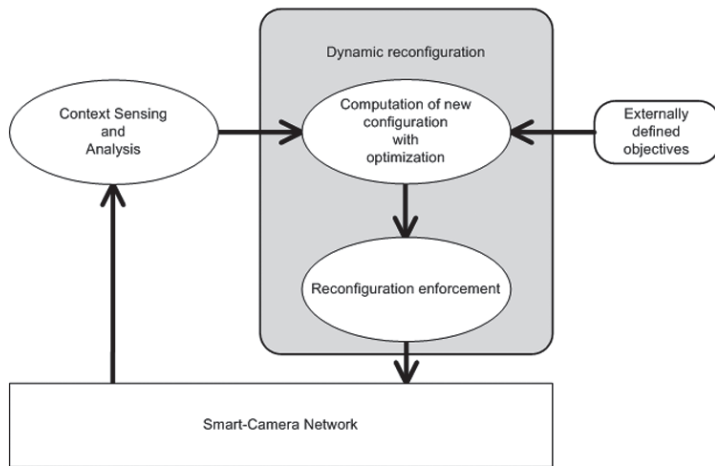 Dynamic reconfiguration
Context Sensing
and
Analysis
Computation of new
configuration
with
optimization
Externally
defined
objectives
Reconfiguration enforcement
Smart-Camera Network